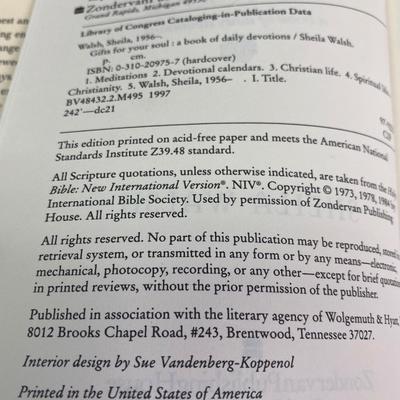 Zondervan
Grand Rapids, Michigan
Library of Congress Cataloging-in-Publication Data
Walsh, Sheila, 1956–
Gifts for your soul : a book of daily devotions / Sheila Walsh.
p. cm.
ISBN: 0-310-20975-7 (hardcover)
1. Meditations 2. Devotional calendars. 3. Christian life. 4. Spiritual
Christianity. 5. Walsh, Sheila, 1956– . I. Title.
BV48432.2.M495 1997
242'—dc21
This edition printed on acid-free paper and meets the American National
Standards Institute Z39.48 standard.
All Scripture quotations, unless otherwise indicated, are taken from the
Bible: New International Version®. NIV®. Copyright © 1973, 1978, 1984 by
International Bible Society. Used by permission of Zondervan Publishing
House. All rights reserved.
All rights reserved. No part of this publication may be reproduced, stored in
retrieval system, or transmitted in any form or by any means—electronic,
mechanical, photocopy, recording, or any other—except for brief quotations
in printed reviews, without the prior permission of the publisher.
Published in association with the literary agency of Wolgemuth & Hyatt,
8012 Brooks Chapel Road, #243, Brentwood, Tennessee 37027.
Interior design by Sue Vandenberg-Koppenol
Printed in the United States of America